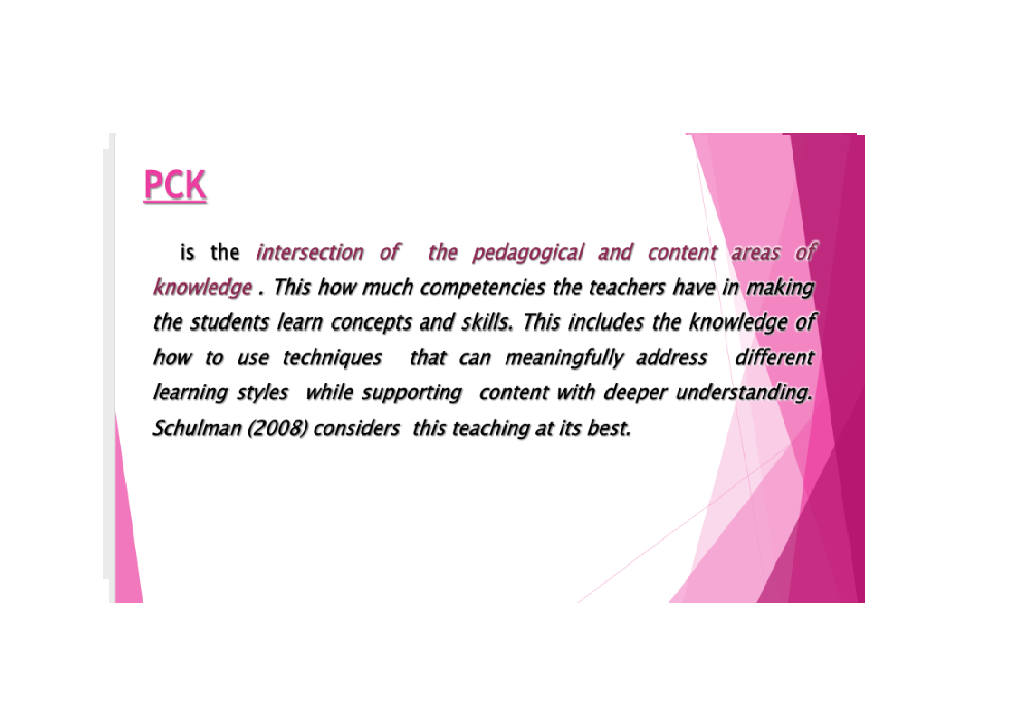 PCK
is the intersection of the pedagogical and content areas of
knowledge . This how much competencies the teachers have in making
the students learn concepts and skills. This includes the knowledge of
how to use techniques that can meaningfully address different
learning styles while supporting content with deeper understanding.
Schulman (2008) considers this teaching at its best.